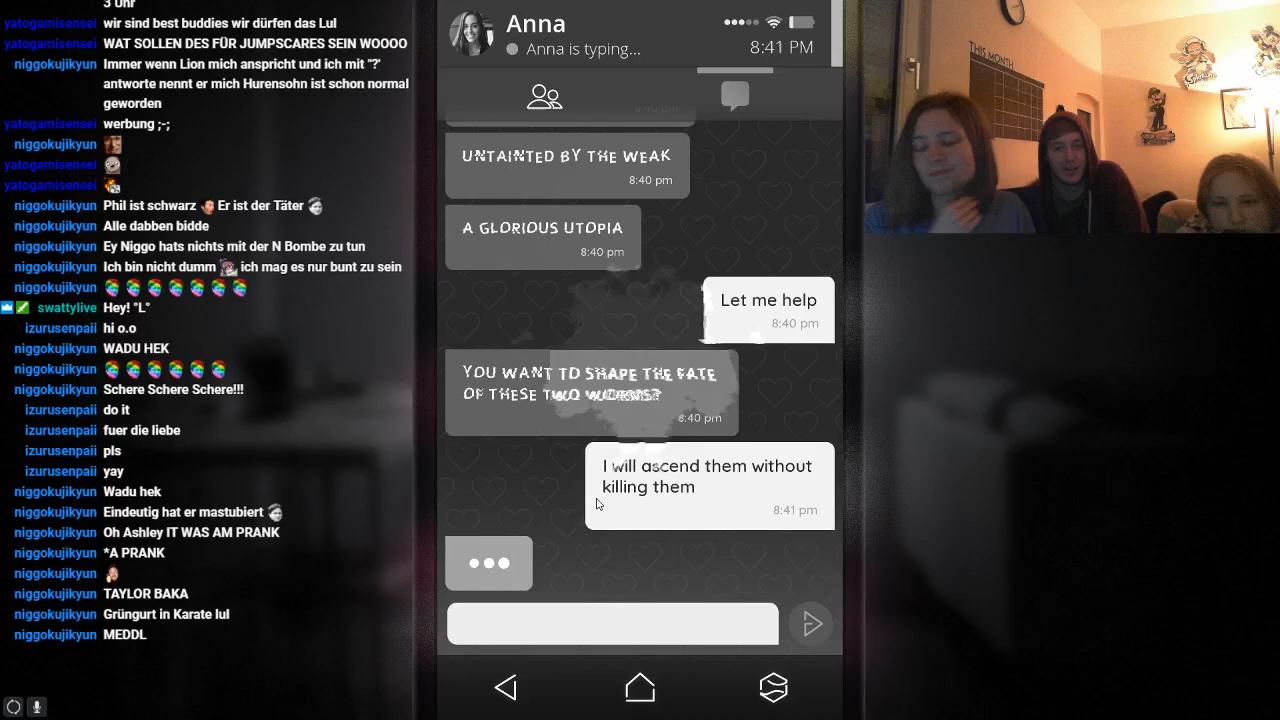 3 Uhr
yatogamisensei wir sind best buddies wir dürfen das Lul
yatogamisensei WAT SOLLEN DES FÜR JUMPSCARES SEIN WOOOO
niggokujikyun Immer wenn Lion mich anspricht und ich mit "?'
antworte nennt er mich Hurensohn ist schon normal
geworden
yatogamisensei werbung ;-;
niggokujikyun
yatogamisensei
yatogamisensei
niggokujikyun Phil ist schwarz Er ist der Täter
niggokujikyun Alle dabben bidde
niggokujikyun Ey Niggo hats nichts mit der N Bombe zu tun
niggokujikyun Ich bin nicht dumm ich mag es nur bunt zu sein
niggokujikyun
swattylive Hey! °L°
izurusenpaii hi o.o
niggokujikyun WADU HEK
niggokujikyun
niggokujikyun Schere Schere Schere!!!
izurusenpaii do it
izurusenpaii fuer die liebe
izurusenpaii pls
izurusenpaii yay
niggokujikyun Wadu hek
niggokujikyun Eindeutig hat er mastubiert
niggokujikyun Oh Ashley IT WAS AM PRANK
niggokujikyun *A PRANK
niggokujikyun
niggokujikyun TAYLOR BAKA
niggokujikyun Grüngurt in Karate lul
niggokujikyun MEDDL
Anna
Anna is typing...
8:41 PM
8:40 pm
UNTAINTED BY THE WEAK
8:40 pm
A GLORIOUS UTOPIA
8:40 pm
Let me help
8:40 pm
YOU WANT TO SHAPE THE FATE
OF THESE TWO WORMS?
8:40 pm
I will ascend them without
killing them
8:41 pm
THIS MONTH